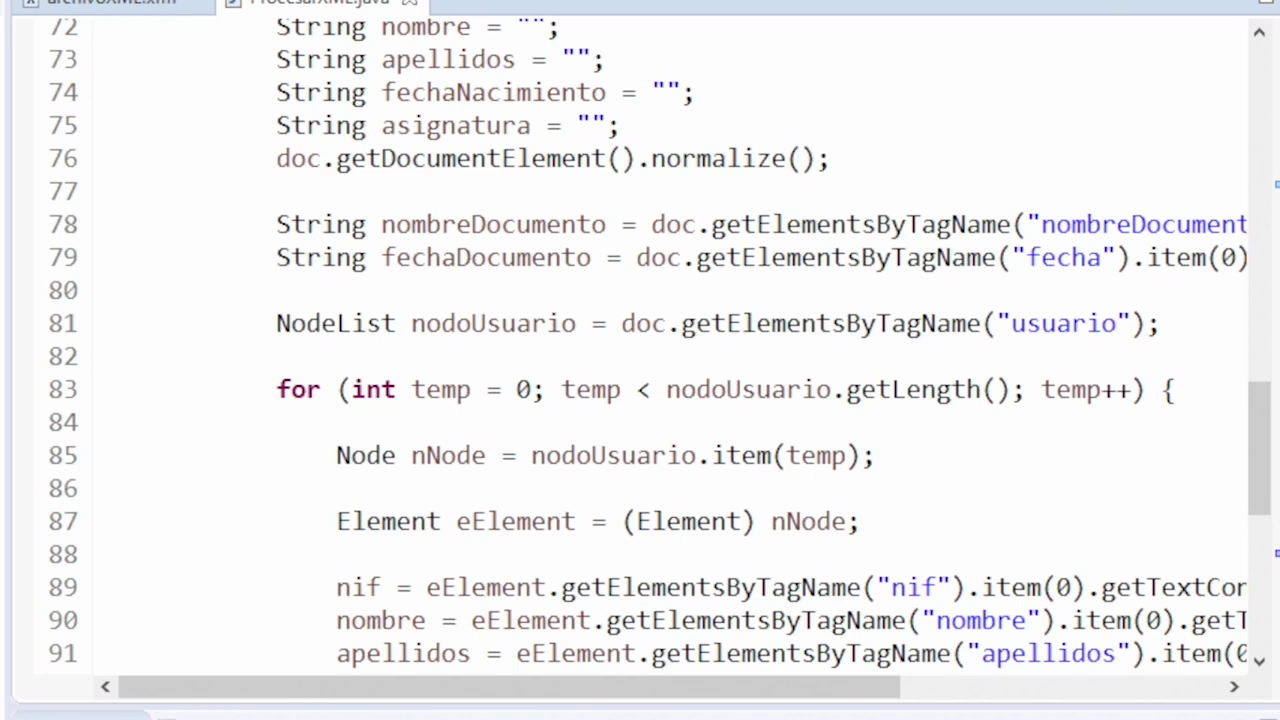 archivoXML.xml ProcesarXML.java
72 String nombre = "";
73 String apellidos = "";
74 String fechaNacimiento = "";
75 String asignatura = "";
76 doc.getDocumentElement().normalize();
77
78 String nombreDocumento = doc.getElementsByTagName("nombreDocument
79 String fechaDocumento = doc.getElementsByTagName("fecha").item(0)
80
81 NodeList nodoUsuario = doc.getElementsByTagName("usuario");
82
83 for (int temp = 0; temp < nodoUsuario.getLength(); temp++) {
84
85 Node nNode = nodoUsuario.item(temp);
86
87 Element eElement = (Element) nNode;
88
89 nif = eElement.getElementsByTagName("nif").item(0).getTextCon
90 nombre = eElement.getElementsByTagName("nombre").item(0).getT
91 apellidos = eElement.getElementsByTagName("apellidos").item(0